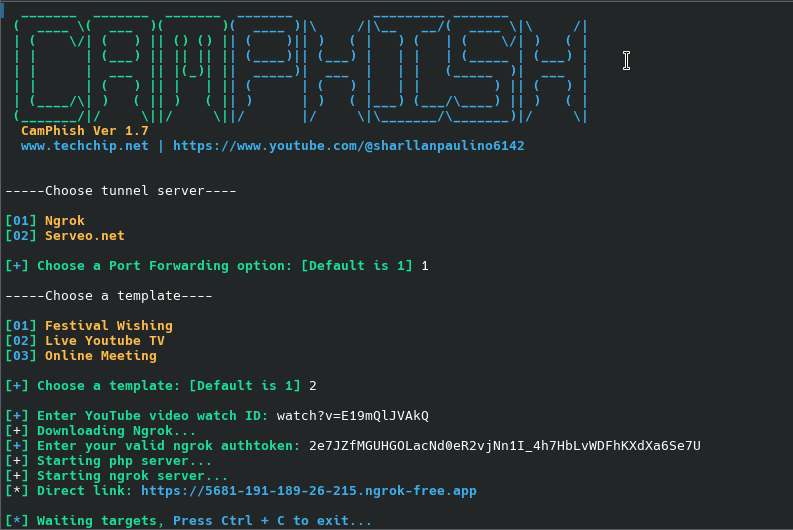 CAMPHISH
CamPhish Ver 1.7
www.techchip.net | https://www.youtube.com/@sharllanpaulino6142
-----Choose tunnel server----
[01] Ngrok
[02] Serveo.net
[+] Choose a Port Forwarding option: [Default is 1] 1
-----Choose a template----
[01] Festival Wishing
[02] Live Youtube TV
[03] Online Meeting
[+] Choose a template: [Default is 1] 2
[+] Enter YouTube video watch ID: watch?v=E19mQlJVAkQ
[+] Downloading Ngrok...
[+] Enter your valid ngrok authtoken: 2e7JZfMGUHGOLacNd0eR2vjNn1I_4h7HbLvWDFhKXdXa6Se7U
[+] Starting php server...
[+] Starting ngrok server...
[*] Direct link: https://5681-191-189-26-215.ngrok-free.app
[*] Waiting targets, Press Ctrl + C to exit...